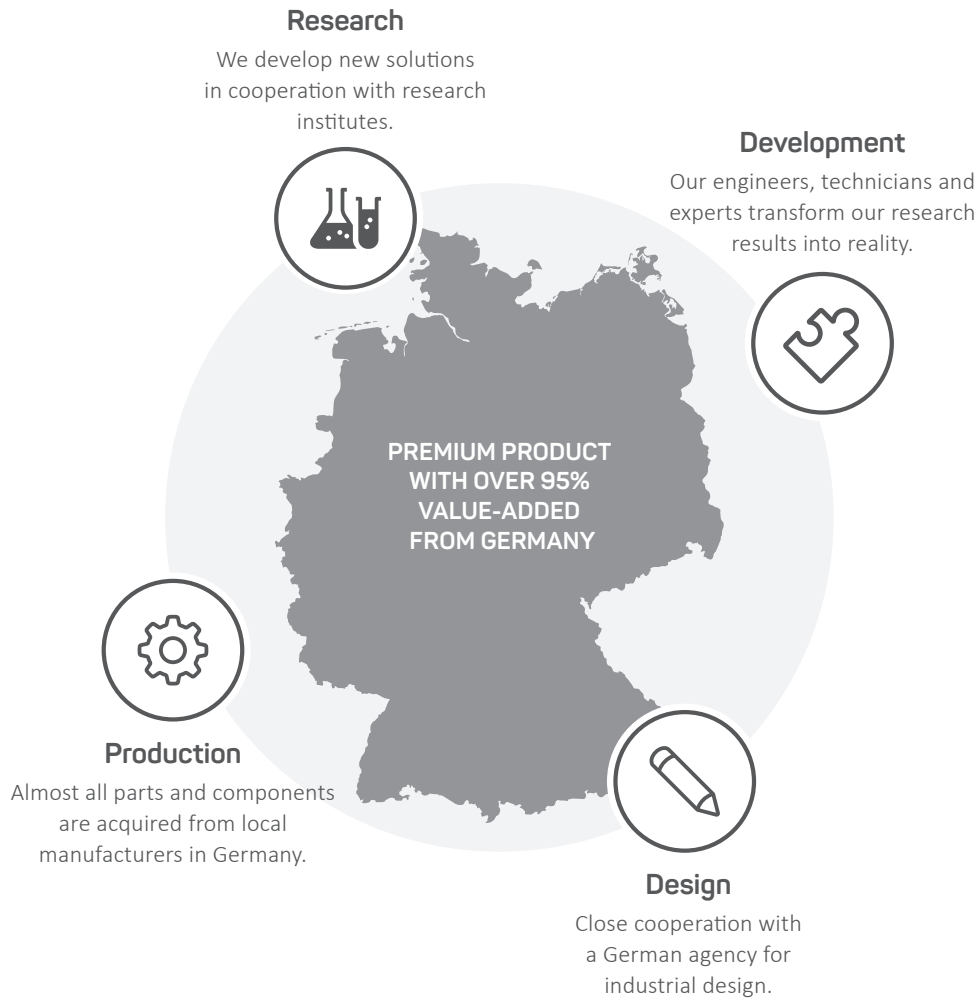 Research
We develop new solutions
in cooperation with research
institutes.
Development
Our engineers, technicians and
experts transform our research
results into reality.
PREMIUM PRODUCT
WITH OVER 95%
VALUE-ADDED
FROM GERMANY
Production
Almost all parts and components
are acquired from local
manufacturers in Germany.
Design
Close cooperation with
a German agency for
industrial design.